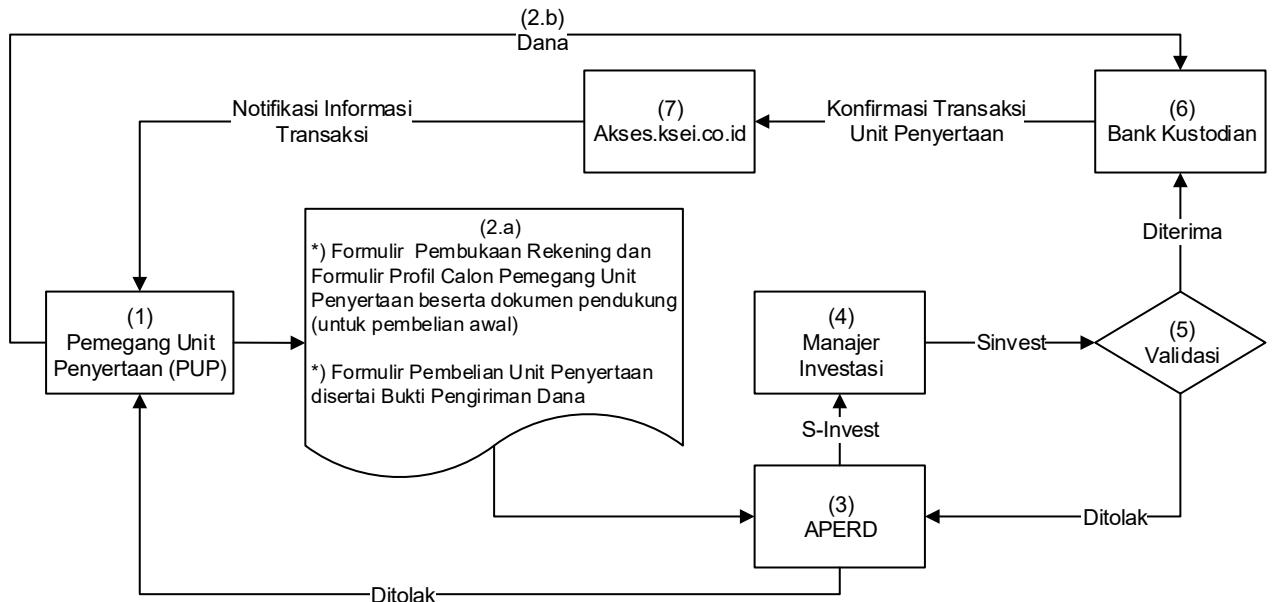 (2.b)
Dana
Notifikasi Informasi
Transaksi
(7)
Akses.ksei.co.id
Konfirmasi Transaksi
Unit Penyertaan
(6)
Bank Kustodian
(2.a)
*) Formulir Pembukaan Rekening dan
Formulir Profil Calon Pemegang Unit
Penyertaan beserta dokumen pendukung
(untuk pembelian awal)
*) Formulir Pembelian Unit Penyertaan
disertai Bukti Pengiriman Dana
Diterima
(1)
Pemegang Unit
Penyertaan (PUP)
(4)
Manajer
Investasi
Sinvest
(5)
Validasi
S-Invest
(3)
APERD
Ditolak
Ditolak